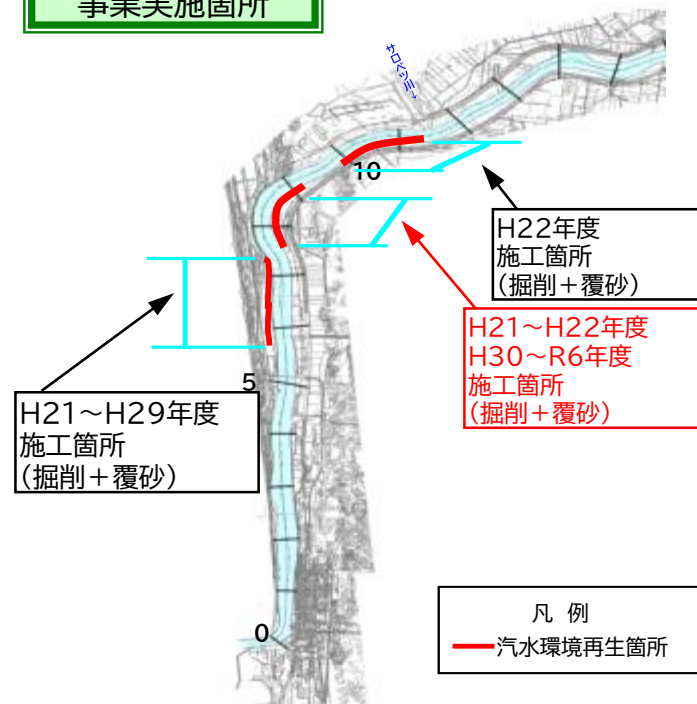 事業実施箇所
サロベツ川→
10
H22年度
施工箇所
(掘削＋覆砂)
H21～H22年度
H30～R6年度
施工箇所
(掘削＋覆砂)
5
H21～H29年度
施工箇所
(掘削＋覆砂)
0
凡 例
汽水環境再生箇所